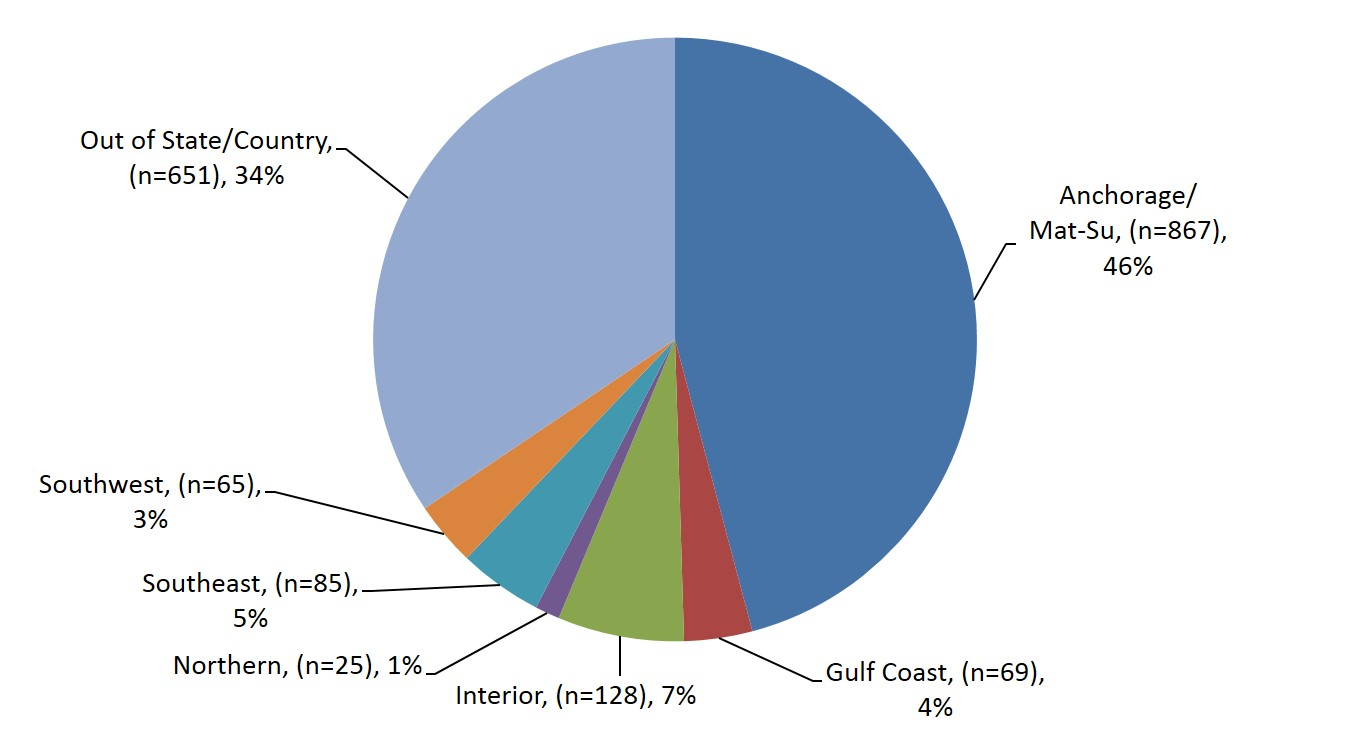 Out of State/Country,
(n=651), 34%
Anchorage/
Mat-Su, (n=867),
46%
Southwest, (n=65),
3%
Southeast, (n=85),
5%
Northern, (n=25), 1%
Interior, (n=128), 7%
Gulf Coast, (n=69),
4%